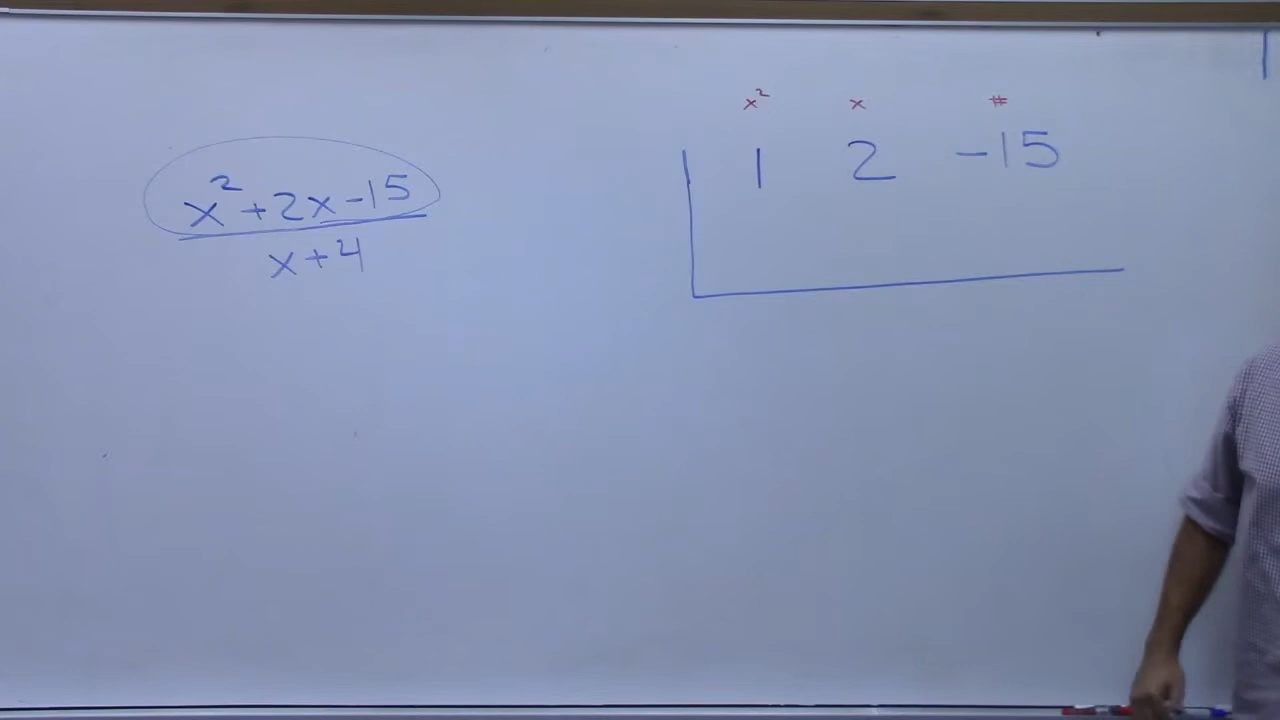 x² + 2x - 15
x + 4
x² x #
1 2 -15